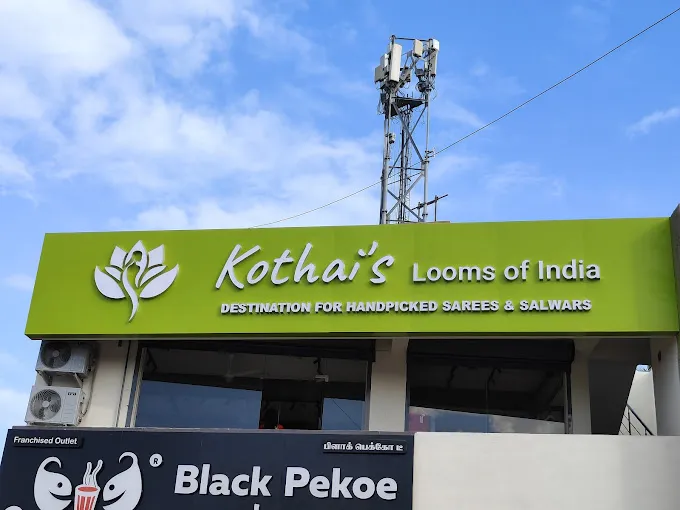 Kothai's Looms of India
DESTINATION FOR HANDPICKED SAREES & SALWARS
Franchised Outlet
பிளாக் பெக்கோ டீ
®
Black Pekoe